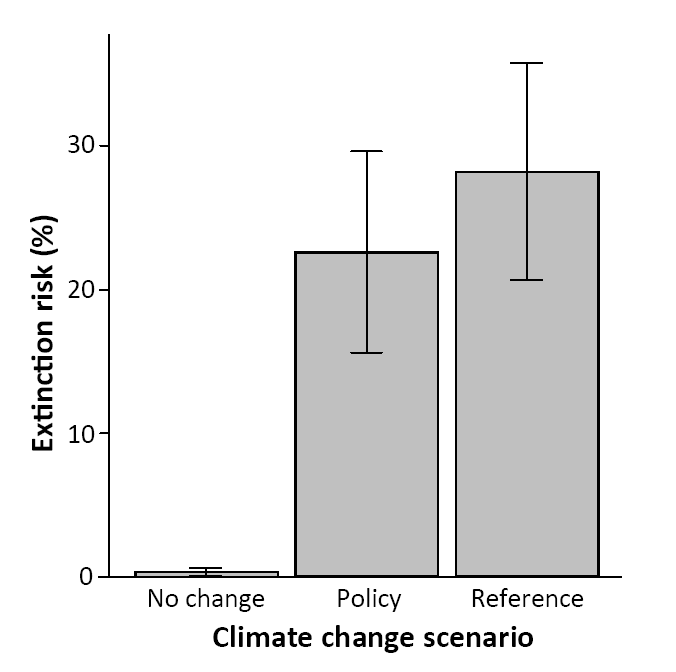 Extinction risk (%)
30
20
10
0
No change Policy Reference
Climate change scenario